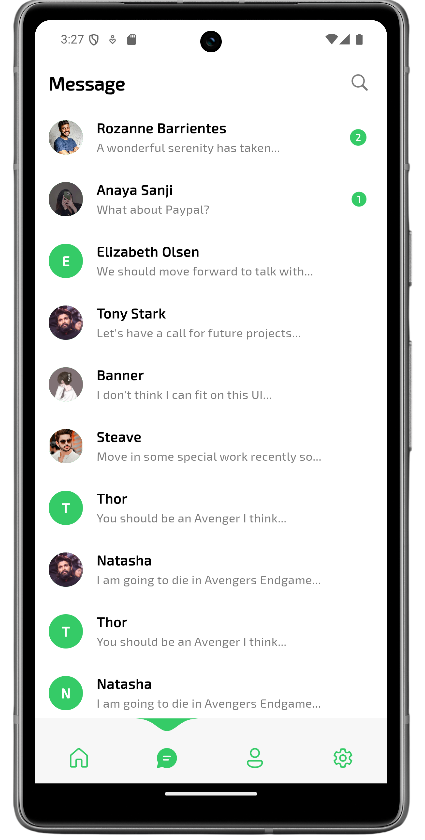 3:27
Message
Rozanne Barrientes
A wonderful serenity has taken...
2
Anaya Sanji
What about Paypal?
1
E
Elizabeth Olsen
We should move forward to talk with...
Tony Stark
Let's have a call for future projects...
Banner
I don't think I can fit on this UI...
Steave
Move in some special work recently so...
T
Thor
You should be an Avenger I think...
Natasha
I am going to die in Avengers Endgame...
T
Thor
You should be an Avenger I think...
N
Natasha
I am going to die in Avengers Endgame...